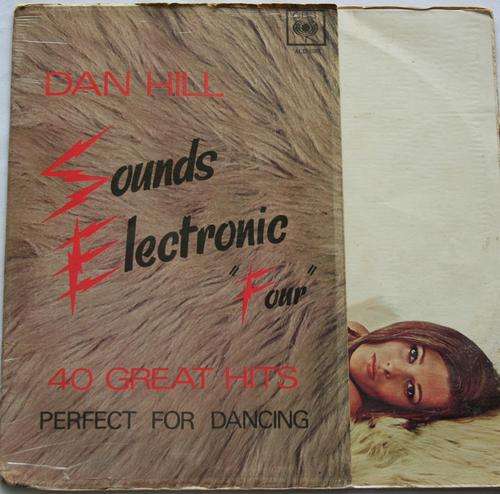 DAN HILL
Sounds
Electronic
"Four"
40 GREAT HITS
PERFECT FOR DANCING